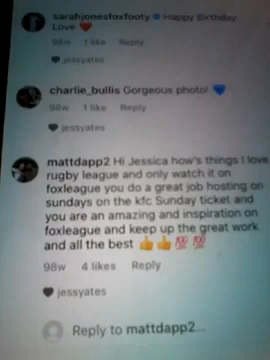 sarahjonesfoxfooty Happy Birthday
Love ❤️
98w 1 like Reply
jessyates
charlie_bullis Gorgeous photo! 💙
98w 1 like Reply
jessyates
mattdapp2 Hi Jessica how's things I love
rugby league and only watch it on
foxleague you do a great job hosting on
sundays on the kfc Sunday ticket and
you are an amazing and inspiration on
foxleague and keep up the great work
and all the best 👍👍💯💯
98w 4 likes Reply
jessyates
Reply to mattdapp2...